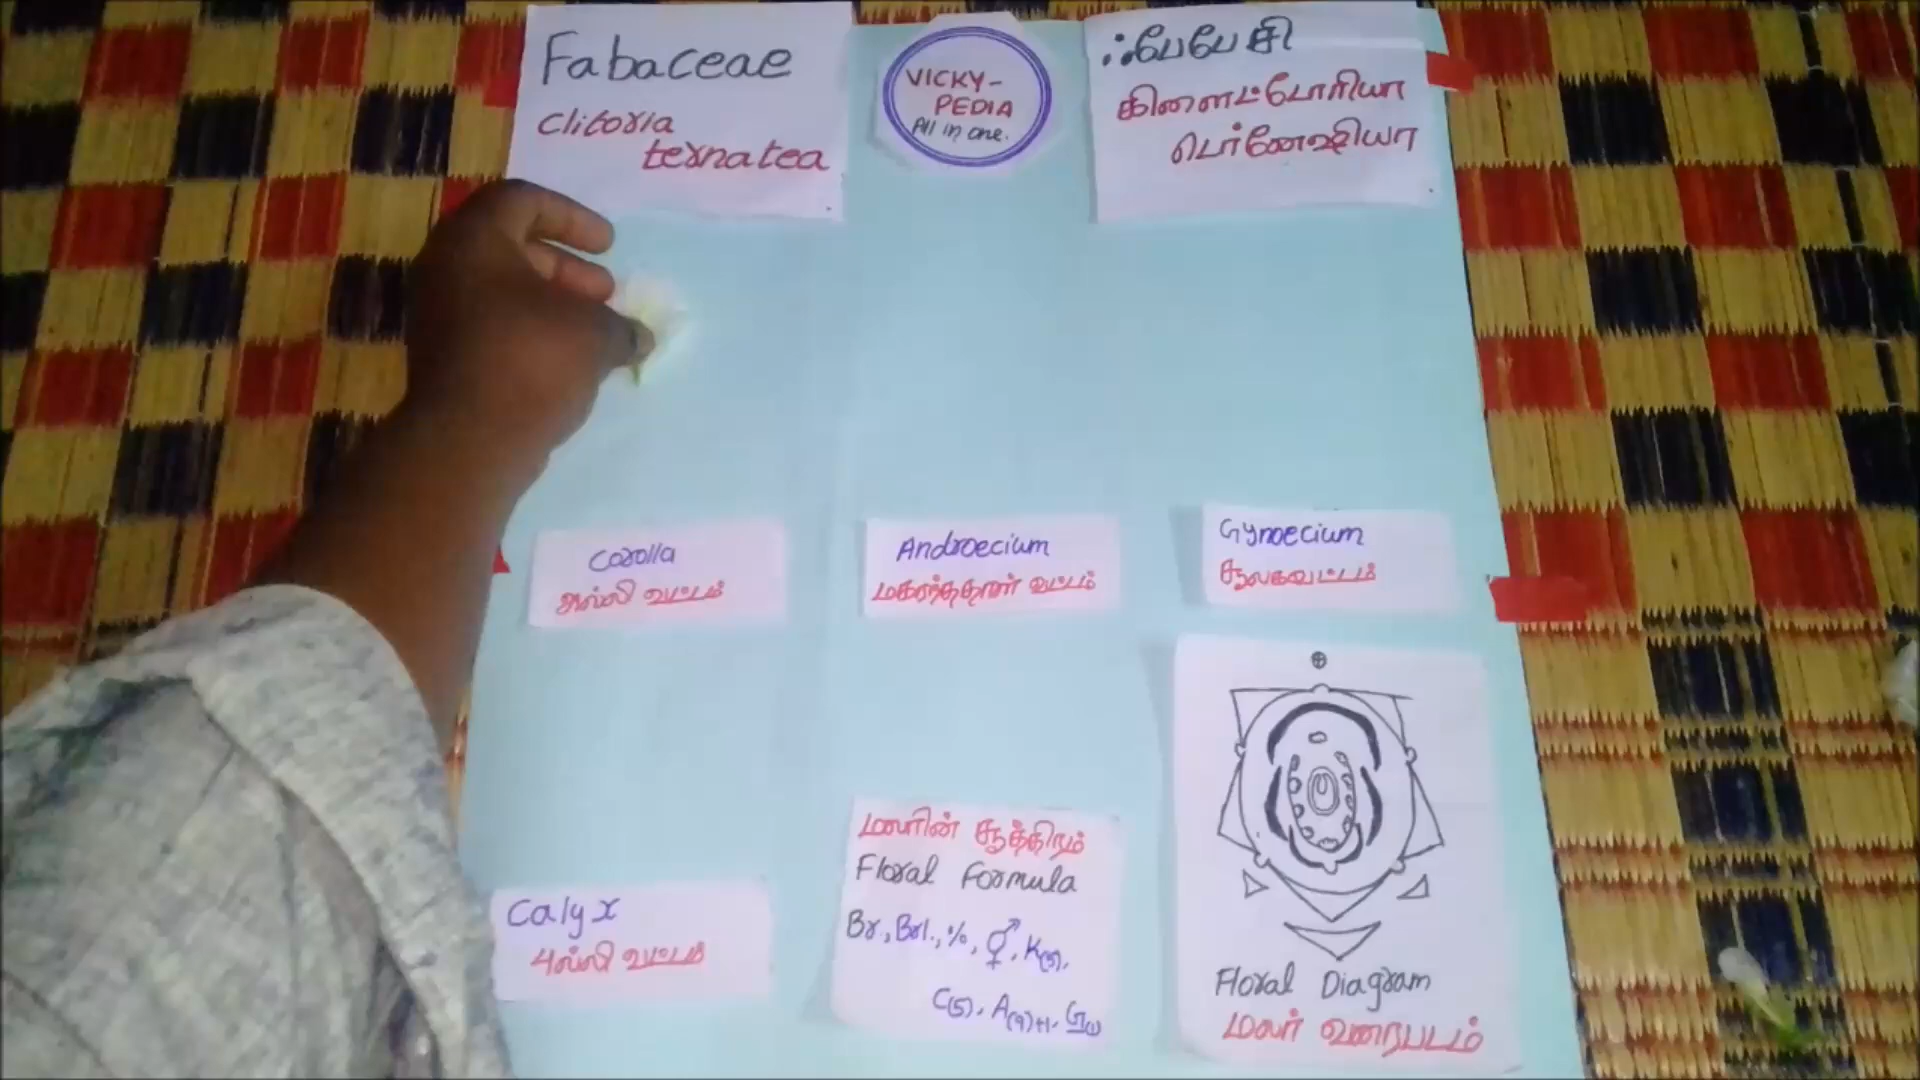 Fabaceae
Clitoria
ternatea
VICKY-
PEDIA
All in one.
ஃபேபேசி
கிளைட்டோரியா
டெர்னேஷியா
Corolla
அல்லி வட்டம்
Androecium
மகரந்ததாள் வட்டம்
Gynoecium
சூலகவட்டம்
Calyx
புல்லி வட்டம்
மலரின் சூத்திரம்
Floral Formula
Br., Brl., %, ⚥, K(5),
C(5), A(9)+1, G
Floral Diagram
மலர் வரைபடம்